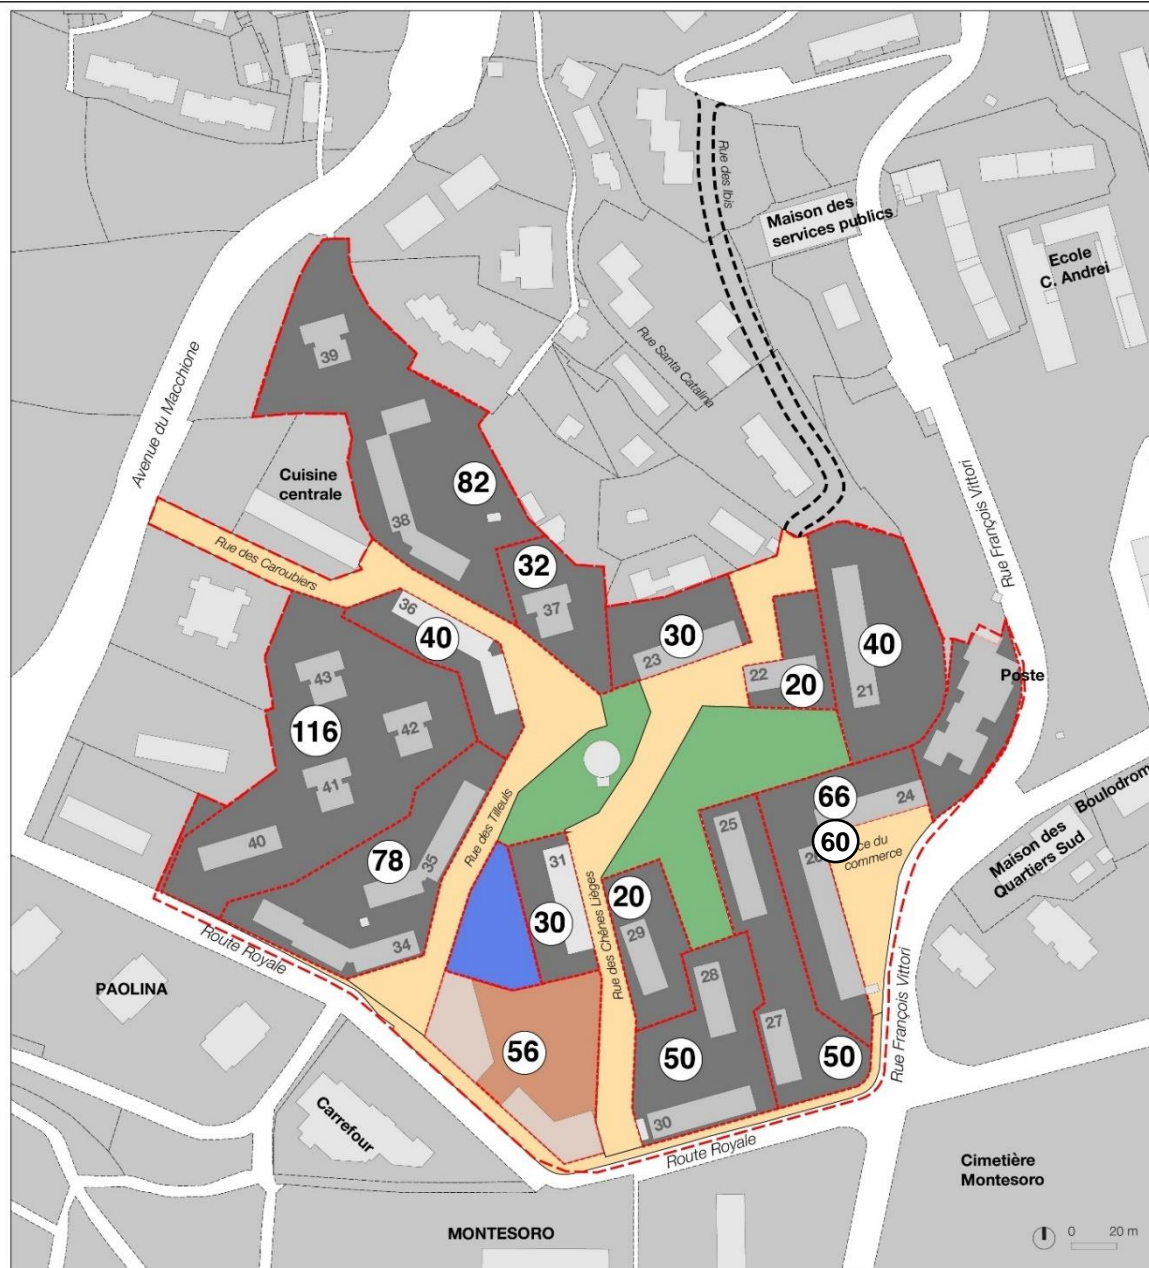 Rue des Ibis
Maison des
services publics
Ecole
C. Andrei
Rue Santa Catalina
Avenue du Macchione
39
Cuisine
centrale
82
38
Rue François Vittori
Rue des Caroubiers
32
37
36
40
30
23
40
21
22
20
Poste
43
116
42
41
66
24
Boulodrome
60
ce du
commerce
26
25
Maison des
Quartiers Sud
40
78
35
Rue des Tilleuls
31
30
Rue des Chênes Lièges
20
29
28
34
Route Royale
PAOLINA
27
56
50
50
Rue François Vittori
Carrefour
30
Route Royale
Cimetière
Montesoro
MONTESORO
0 20 m